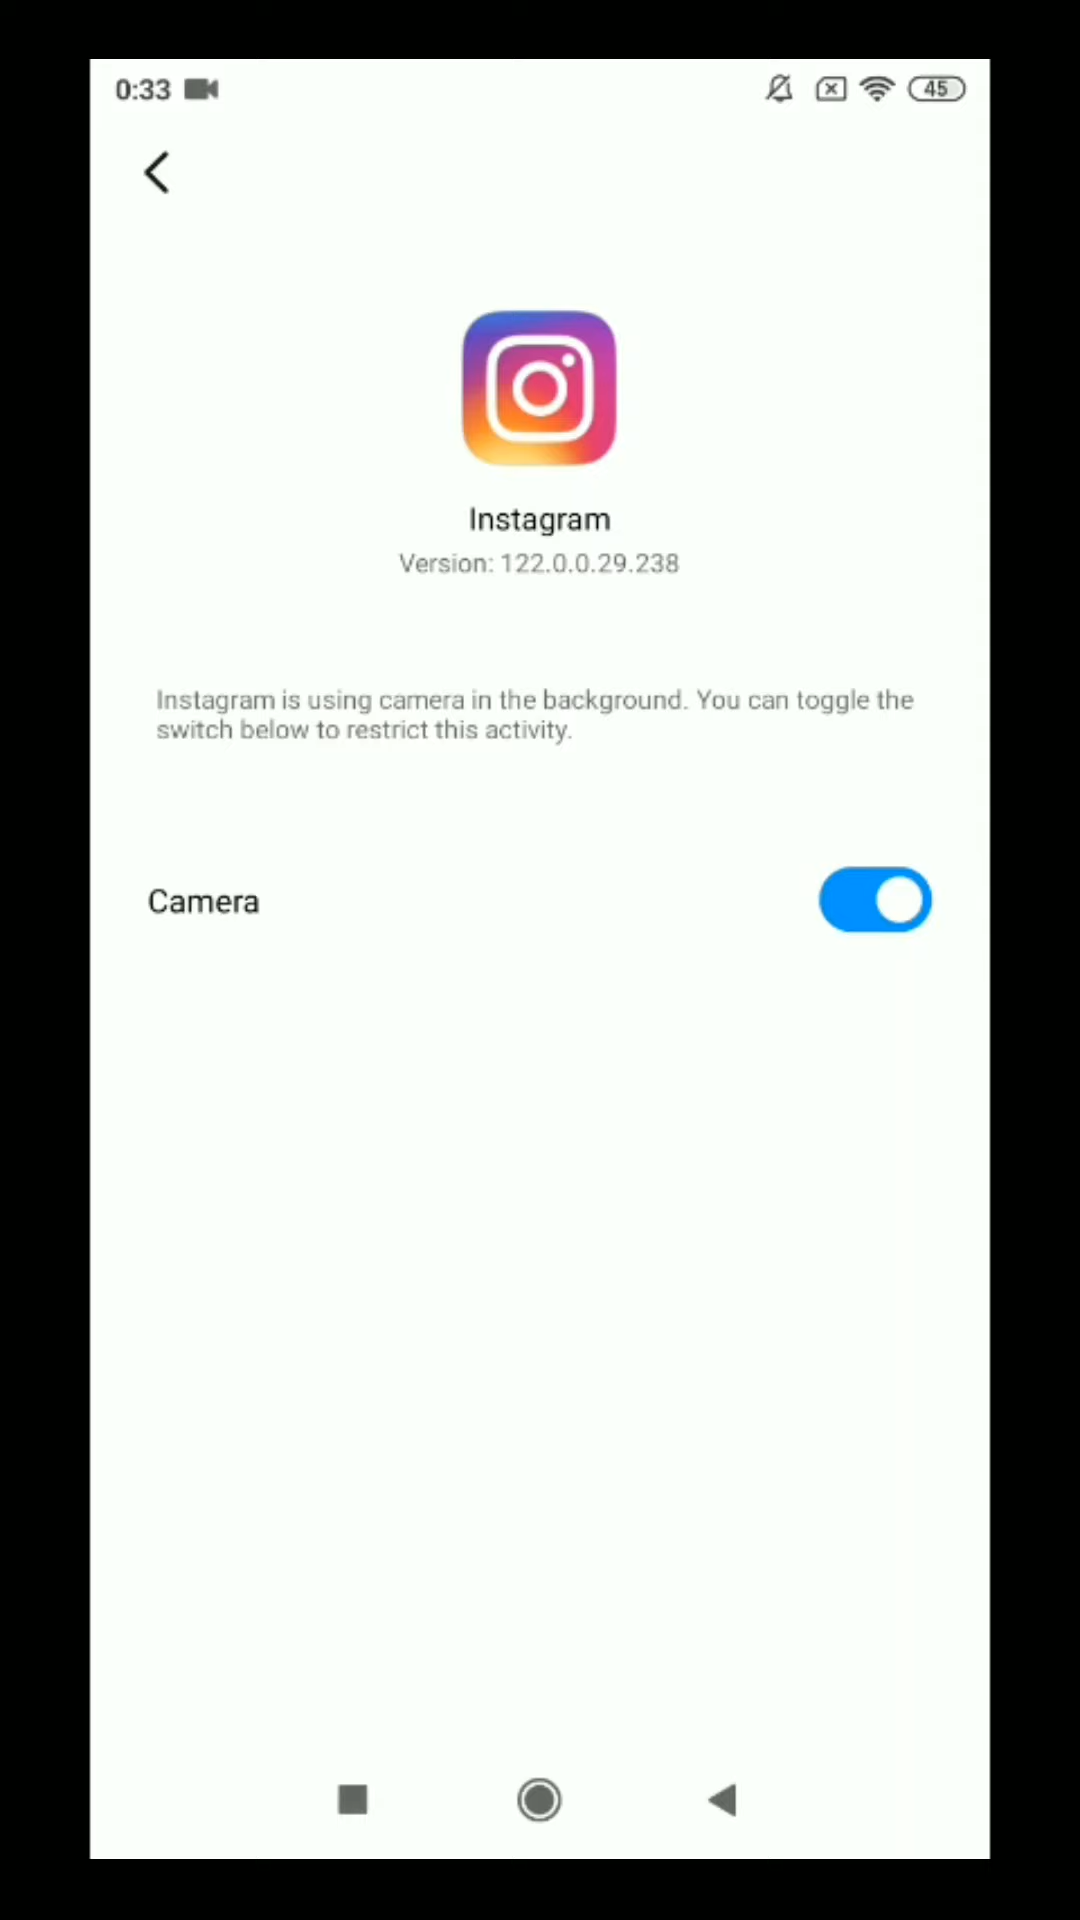 0:33
45
Instagram
Version: 122.0.0.29.238
Instagram is using camera in the background. You can toggle the
switch below to restrict this activity.
Camera